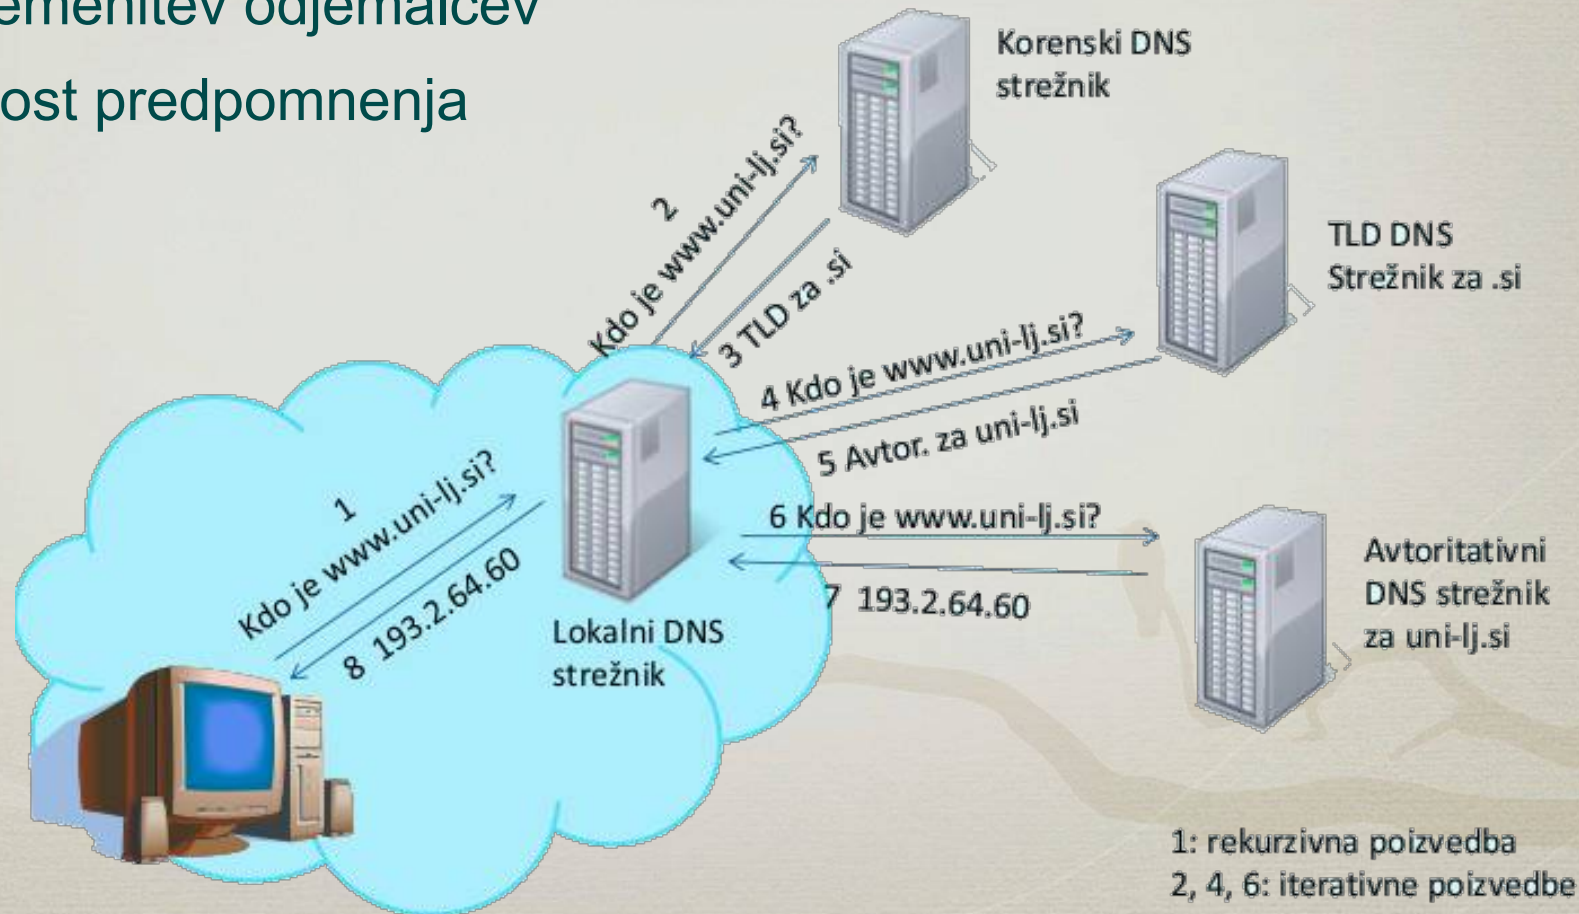 emenitev odjemalcev
ost predpomnenja
Korenski DNS
strežnik
2
Kdo je www.uni-lj.si?
3 TLD za .si
TLD DNS
Strežnik za .si
4 Kdo je www.uni-lj.si?
5 Avtor. za uni-lj.si
1
Kdo je www.uni-lj.si?
8 193.2.64.60
Lokalni DNS
strežnik
6 Kdo je www.uni-lj.si?
7 193.2.64.60
Avtoritativni
DNS strežnik
za uni-lj.si
1: rekurzivna poizvedba
2, 4, 6: iterativne poizvedbe